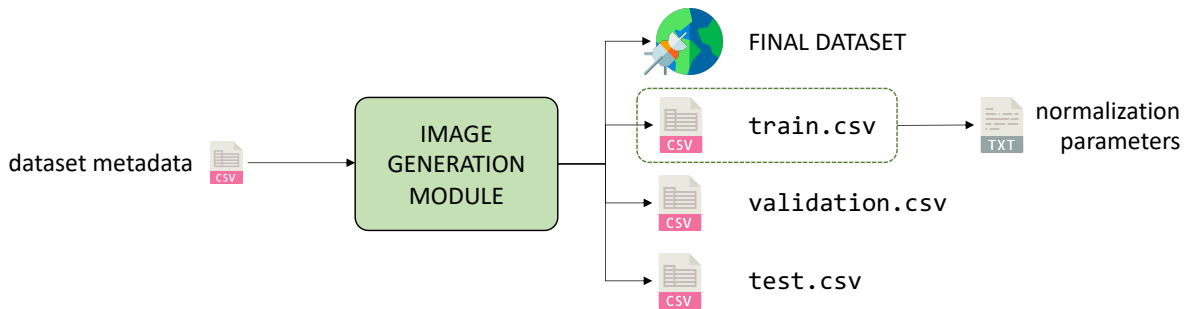 dataset metadata
CSV
IMAGE
GENERATION
MODULE
FINAL DATASET
CSV
train.csv
TXT
normalization
parameters
CSV
validation.csv
CSV
test.csv